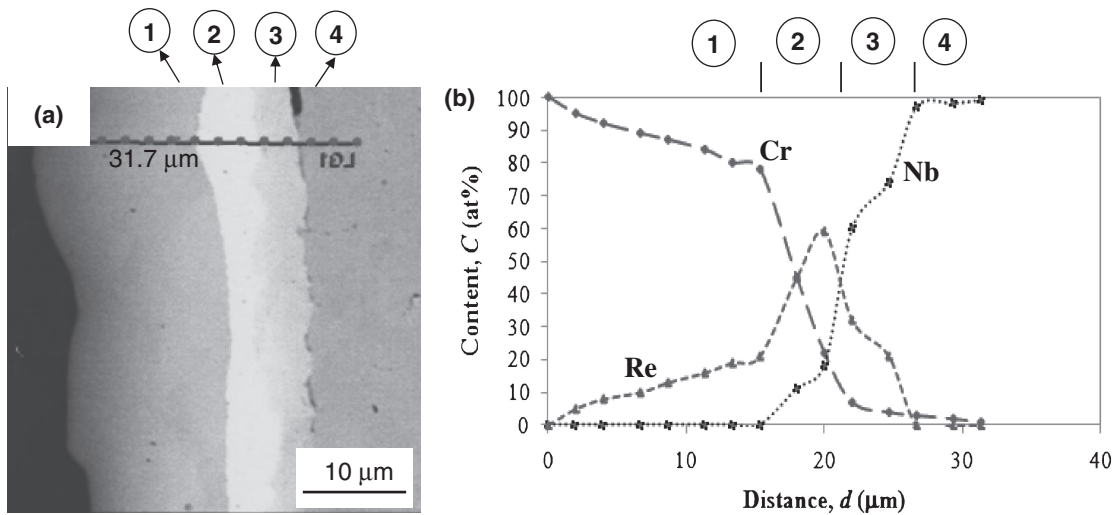 1 2 3 4
(a)
31.7 μm
LG1
10 μm
1 2 3 4
(b)
100
90
80
70
60
50
40
30
20
10
0
Content, C (at%)
Cr
Nb
Re
0 10 20 30 40
Distance, d (μm)